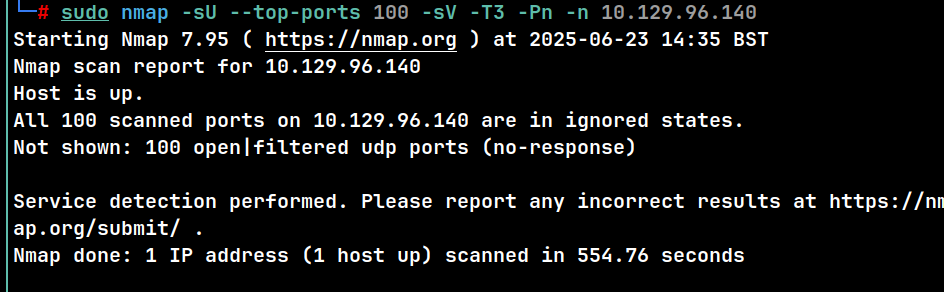 └─# sudo nmap -sU --top-ports 100 -sV -T3 -Pn -n 10.129.96.140
Starting Nmap 7.95 ( https://nmap.org ) at 2025-06-23 14:35 BST
Nmap scan report for 10.129.96.140
Host is up.
All 100 scanned ports on 10.129.96.140 are in ignored states.
Not shown: 100 open|filtered udp ports (no-response)

Service detection performed. Please report any incorrect results at https://nm
ap.org/submit/ .
Nmap done: 1 IP address (1 host up) scanned in 554.76 seconds